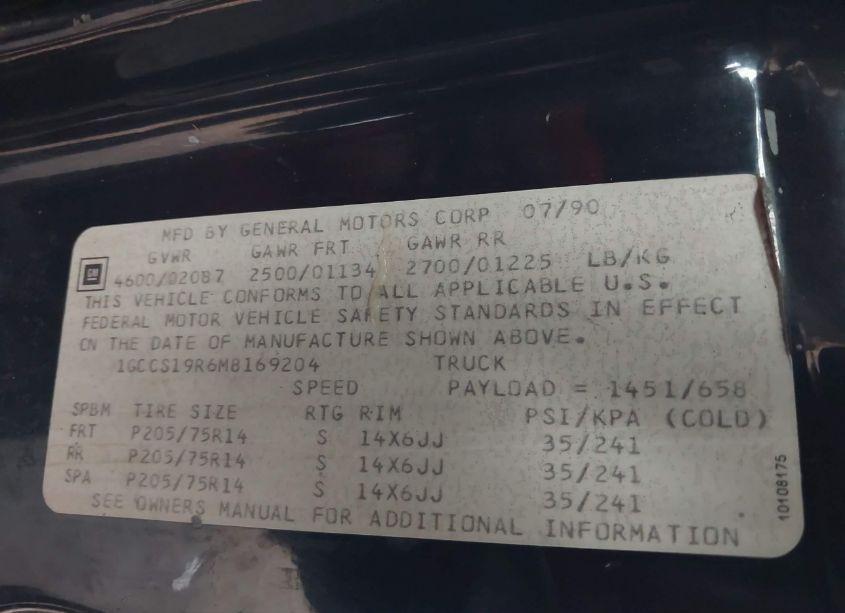 MFD BY GENERAL MOTORS CORP 07/90
GVWR GAWR FRT GAWR RR
GM 4600/02087 2500/01134 2700/01225 LB/KG
THIS VEHICLE CONFORMS TO ALL APPLICABLE U.S.
FEDERAL MOTOR VEHICLE SAFETY STANDARDS IN EFFECT
ON THE DATE OF MANUFACTURE SHOWN ABOVE.
1GCCS19R6M8169204 TRUCK
SPEED PAYLOAD = 1451/658
SPBM TIRE SIZE RTG RIM PSI/KPA (COLD)
FRT P205/75R14 S 14X6JJ 35/241
RR P205/75R14 S 14X6JJ 35/241
SPA P205/75R14 S 14X6JJ 35/241
SEE OWNERS MANUAL FOR ADDITIONAL INFORMATION
10108175